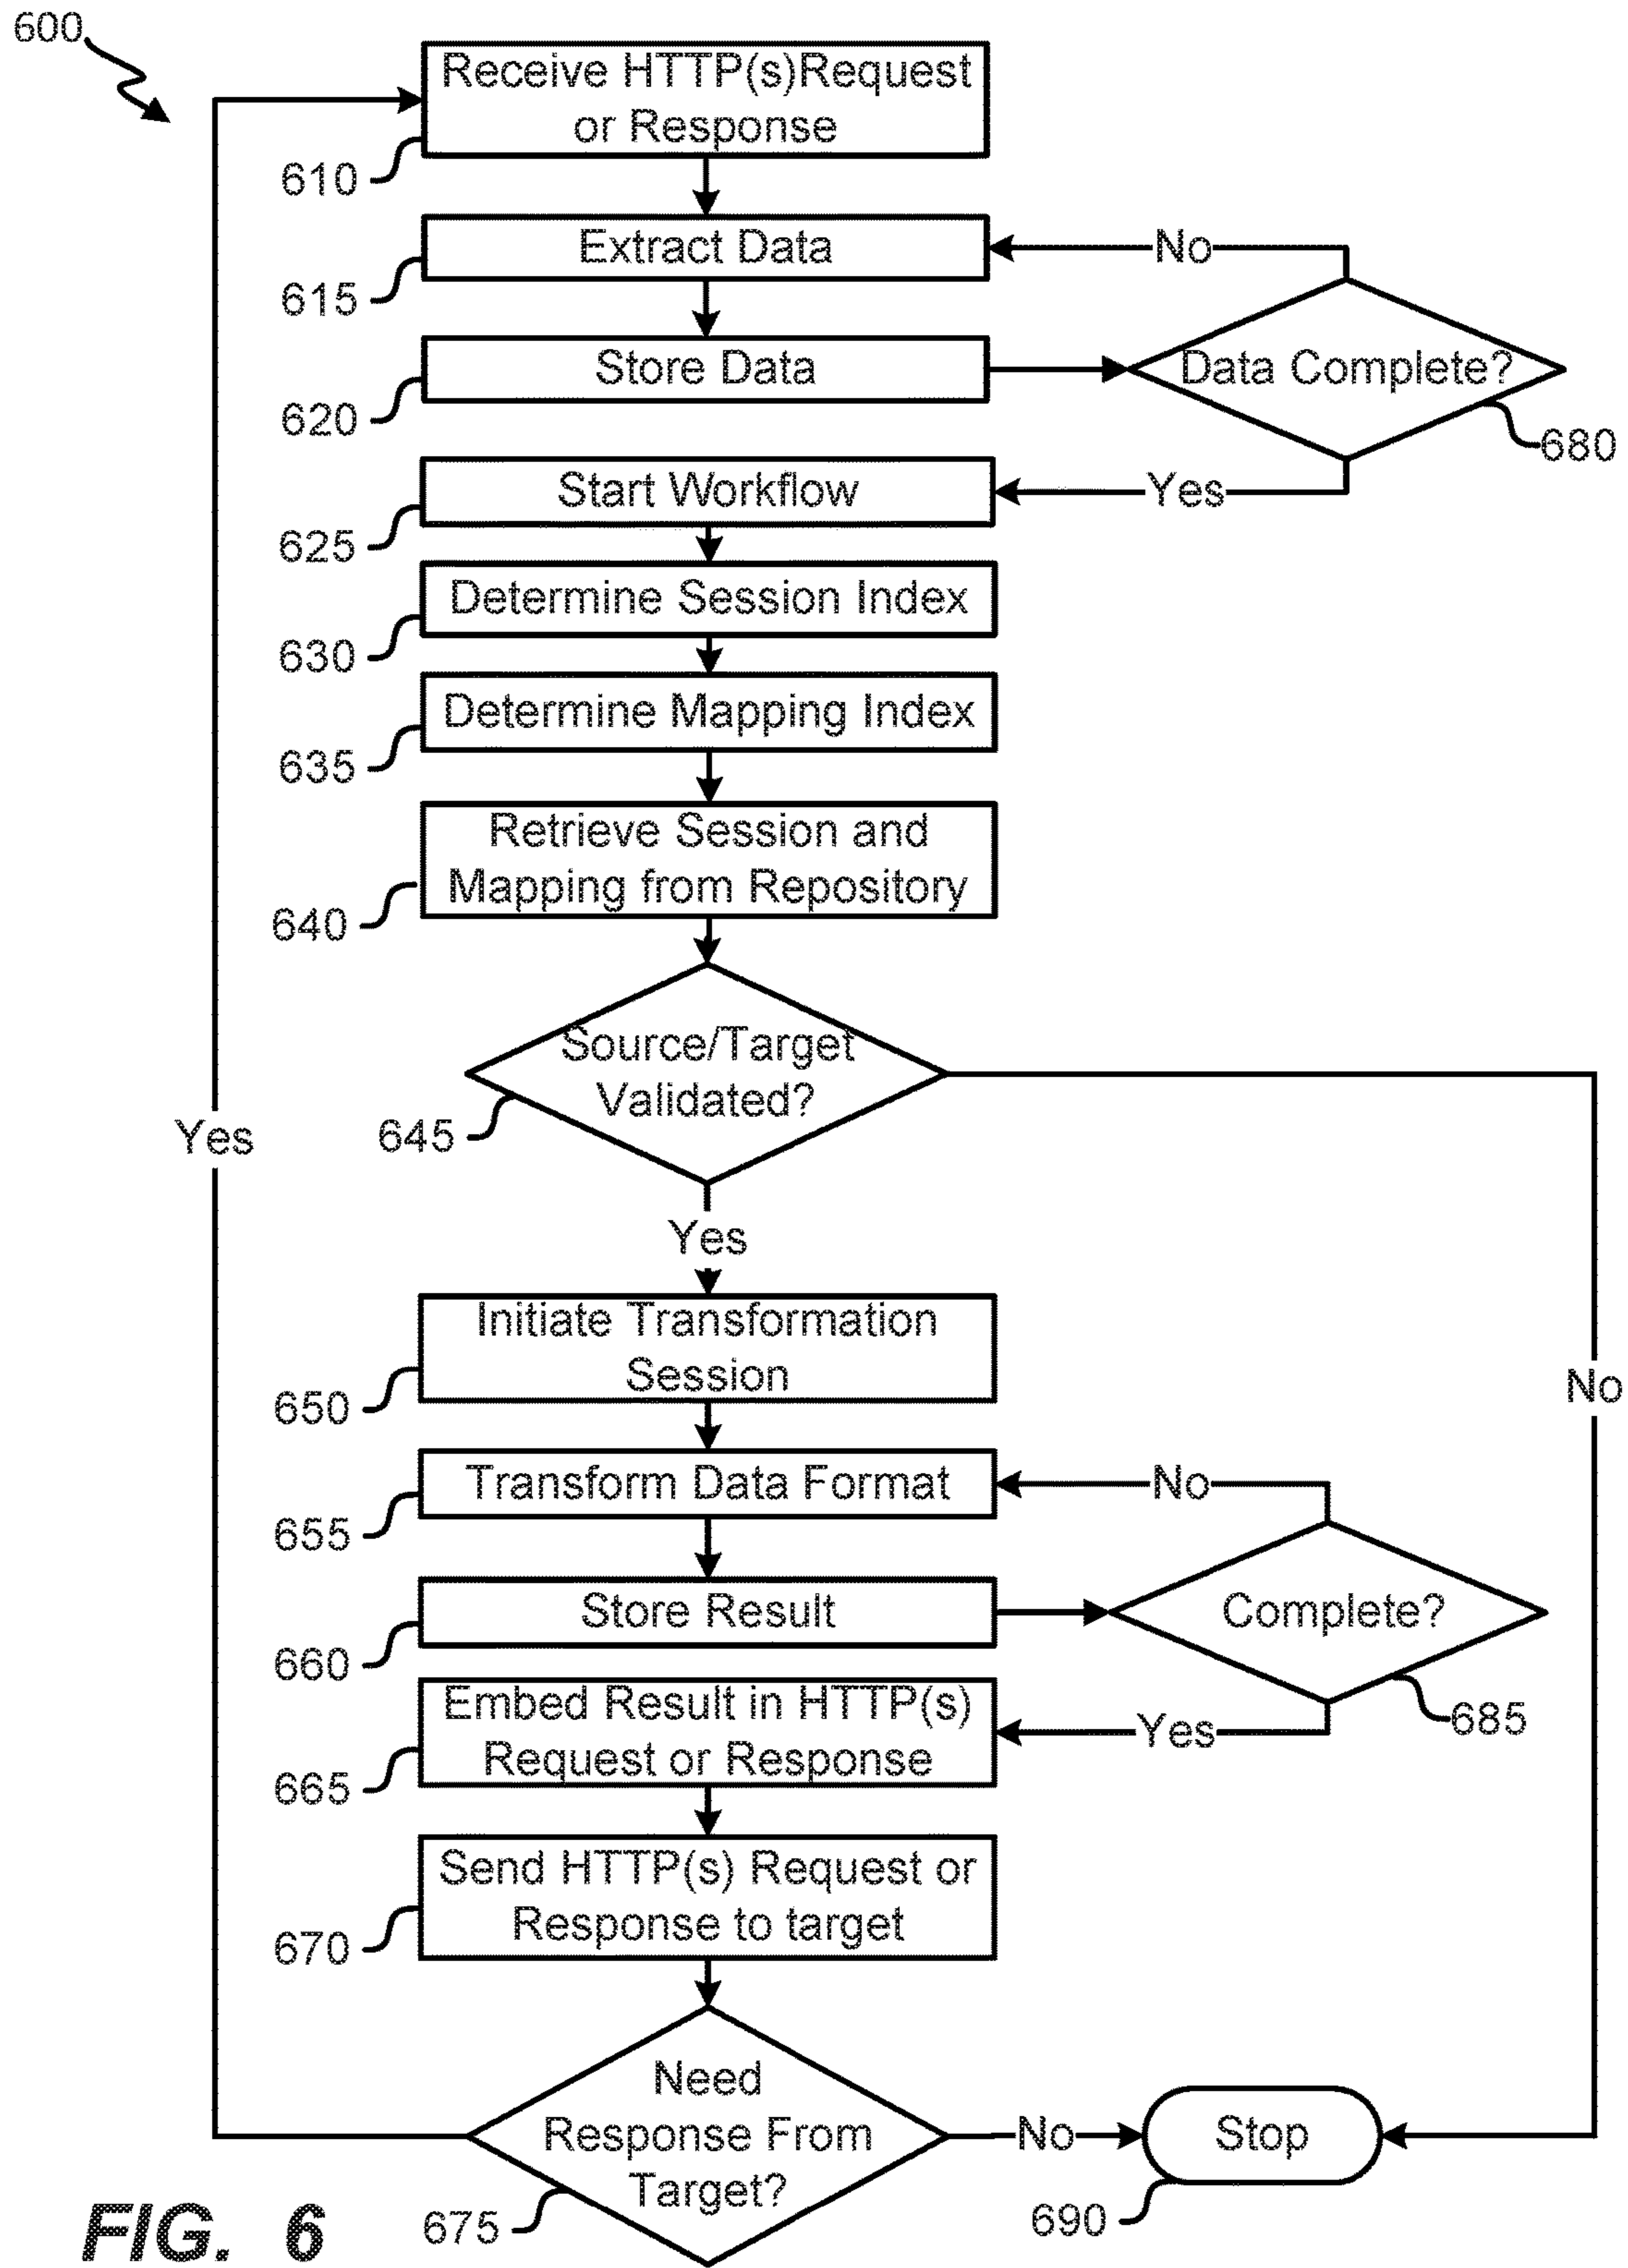 600
Receive HTTP(s)Request
or Response
610
Extract Data
No
615
Store Data
Data Complete?
620
680
Start Workflow
Yes
625
Determine Session Index
630
Determine Mapping Index
635
Retrieve Session and
Mapping from Repository
640
Source/Target
Validated?
645
Yes
Yes
Initiate Transformation
Session
No
650
Transform Data Format
No
655
Store Result
Complete?
660
Embed Result in HTTP(s)
Request or Response
Yes
685
665
Send HTTP(s) Request or
Response to target
670
Need
Response From
Target?
No
Stop
675
690
FIG. 6